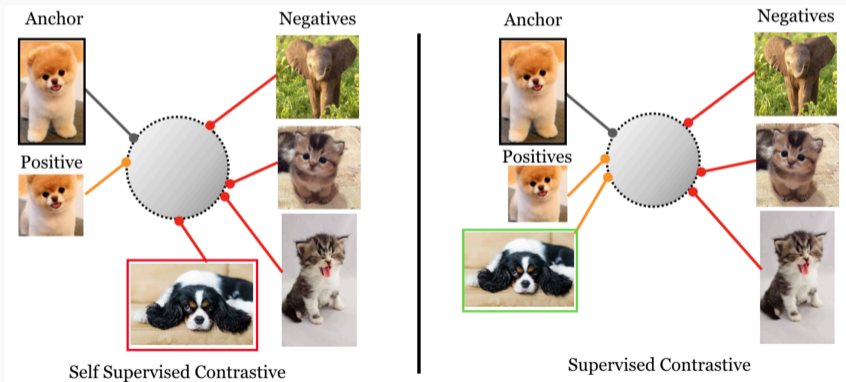 Anchor
Negatives
Positive
Self Supervised Contrastive
Anchor
Negatives
Positives
Supervised Contrastive